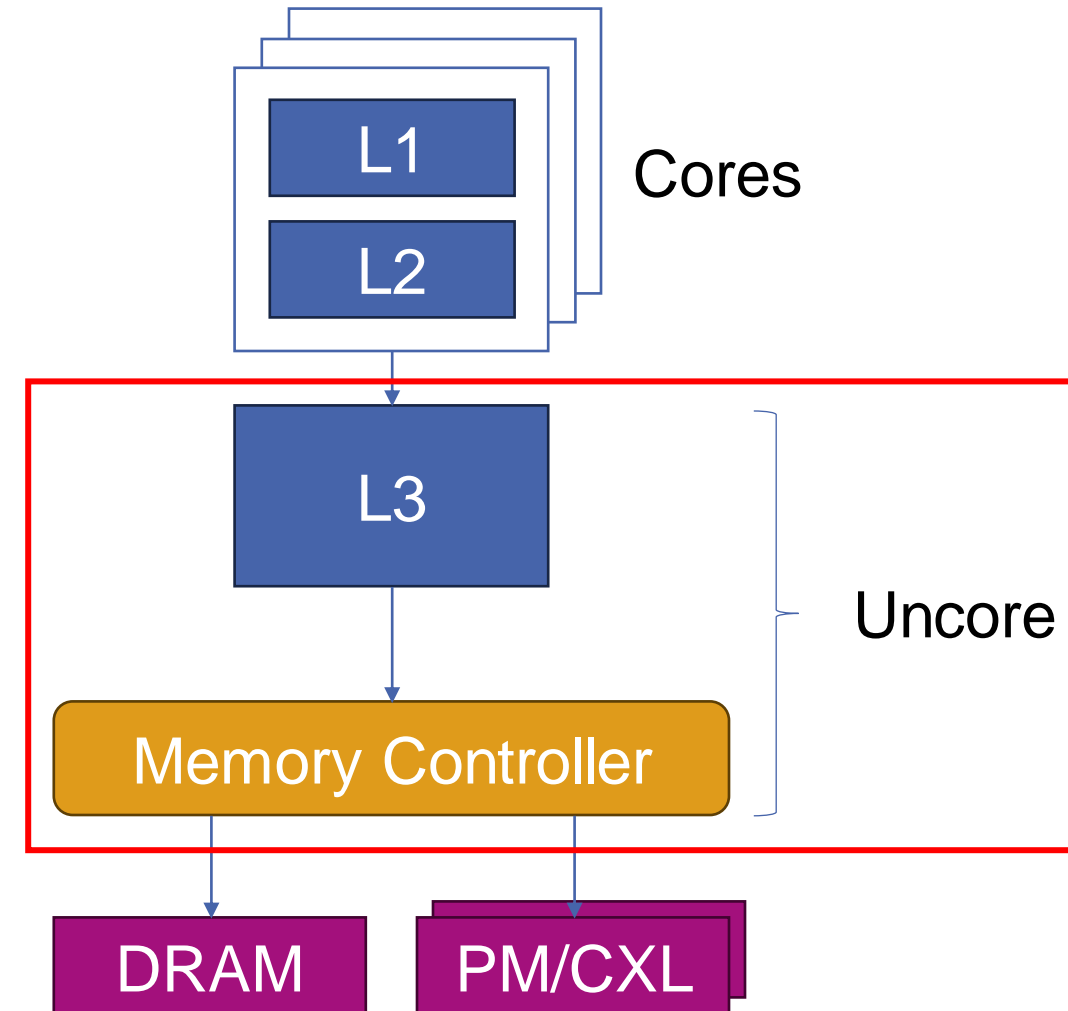 L1
Cores
L2
L3
Uncore
Memory Controller
DRAM
PM/CXL